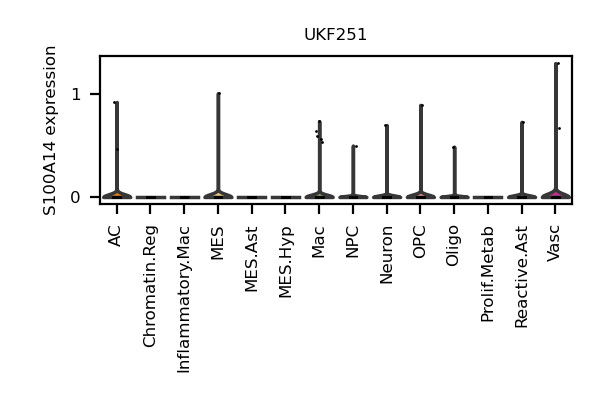 UKF251
S100A14 expression
1
0
AC
Chromatin.Reg
Inflammatory.Mac
MES
MES.Ast
MES.Hyp
Mac
NPC
Neuron
OPC
Oligo
Prolif.Metab
Reactive.Ast
Vasc